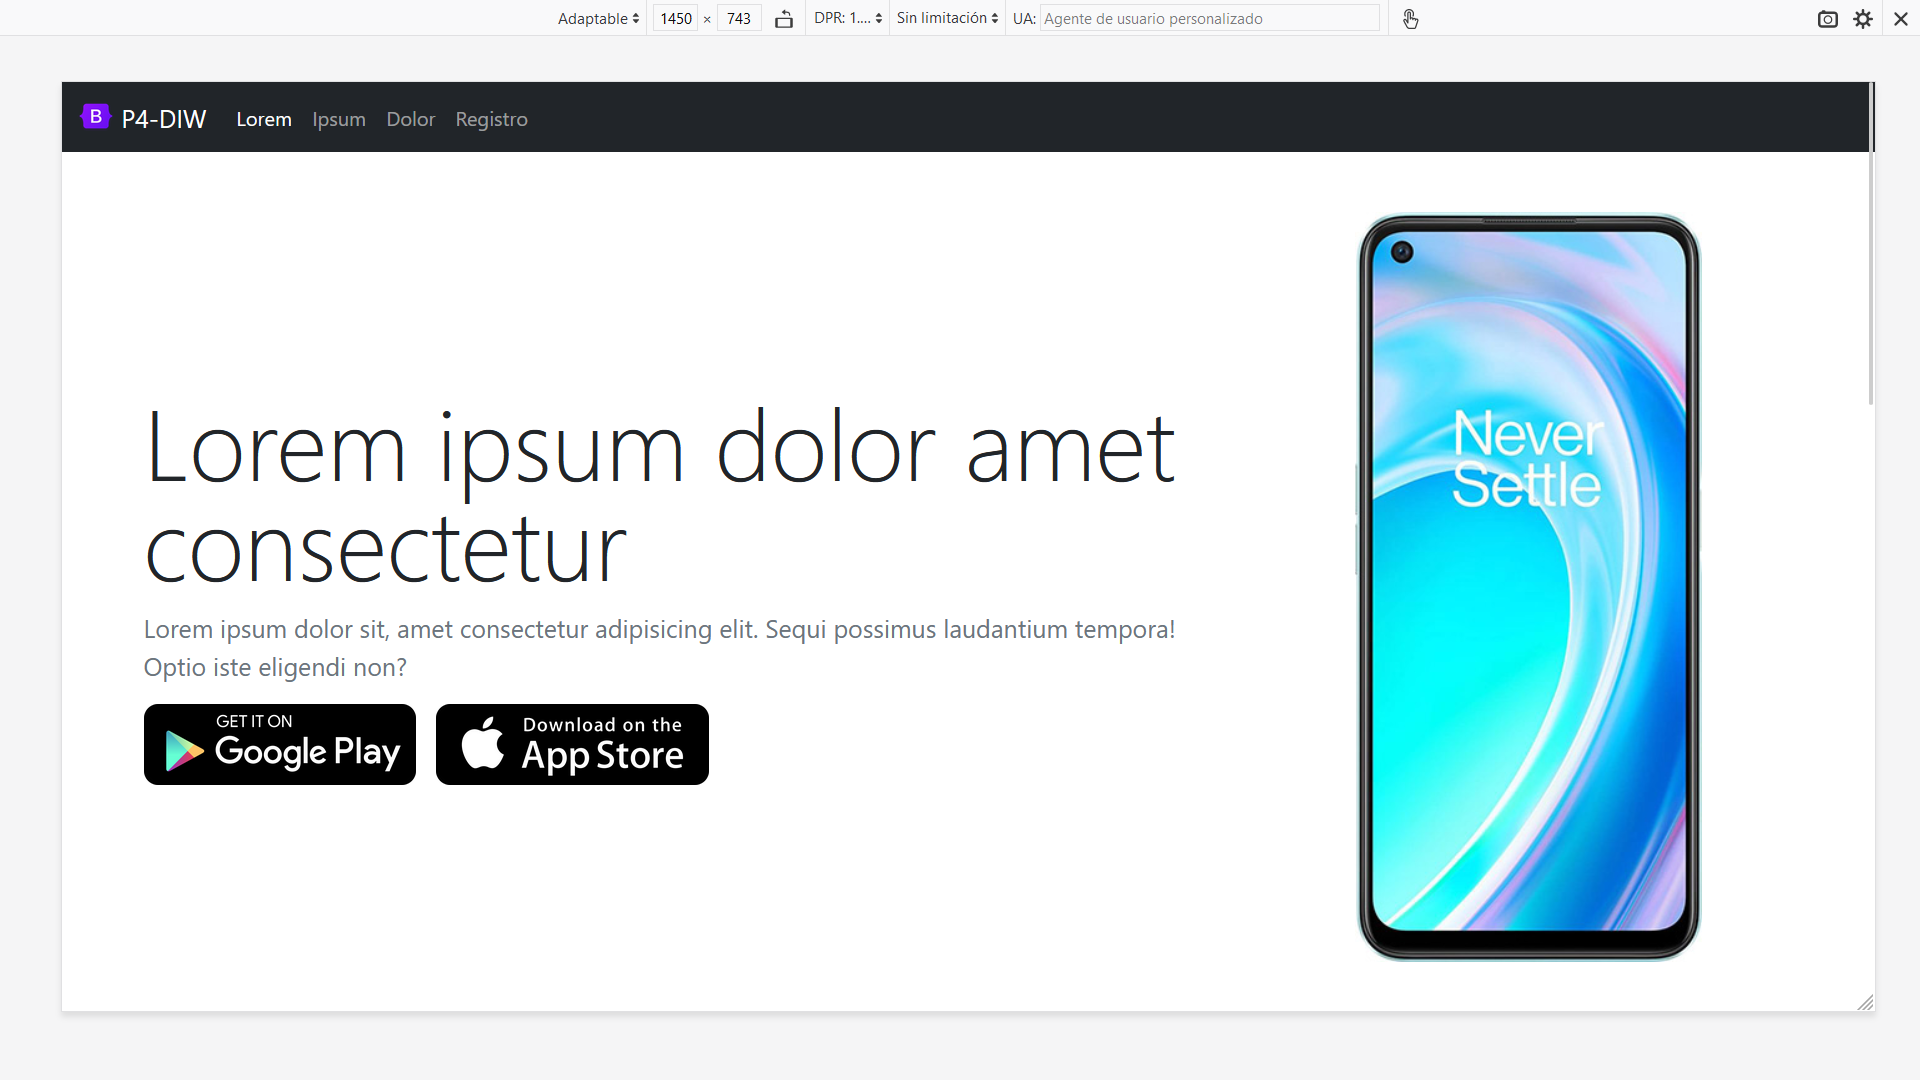 Adaptable 1450 × 743 DPR: 1.... Sin limitación UA: Agente de usuario personalizado
B P4-DIW Lorem Ipsum Dolor Registro
Never
Settle
Lorem ipsum dolor amet
consectetur
Lorem ipsum dolor sit, amet consectetur adipisicing elit. Sequi possimus laudantium tempora!
Optio iste eligendi non?
GET IT ON
Google Play
Download on the
App Store